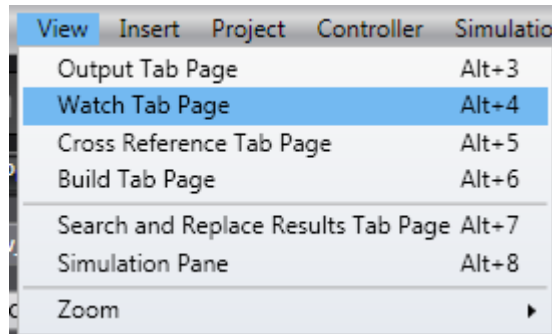 View Insert Project Controller Simulatio
Output Tab Page Alt+3
Watch Tab Page Alt+4
Cross Reference Tab Page Alt+5
Build Tab Page Alt+6
Search and Replace Results Tab Page Alt+7
Simulation Pane Alt+8
Zoom